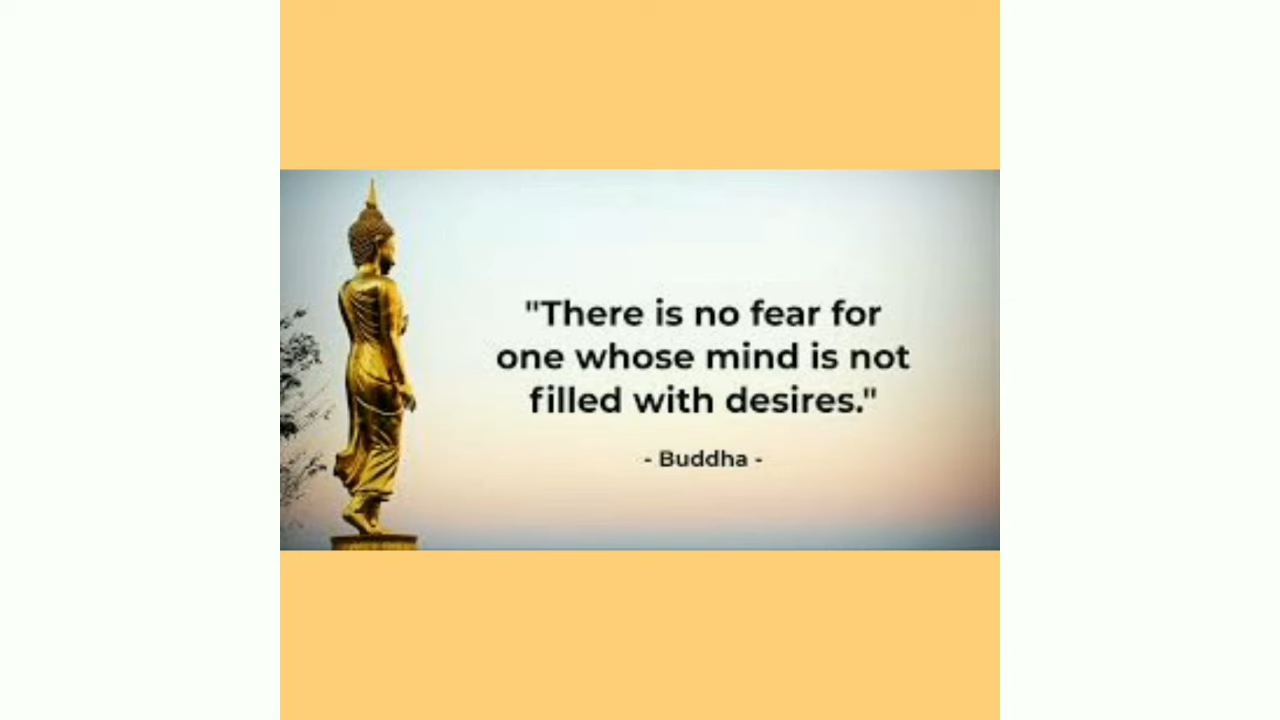 "There is no fear for
one whose mind is not
filled with desires."
- Buddha -